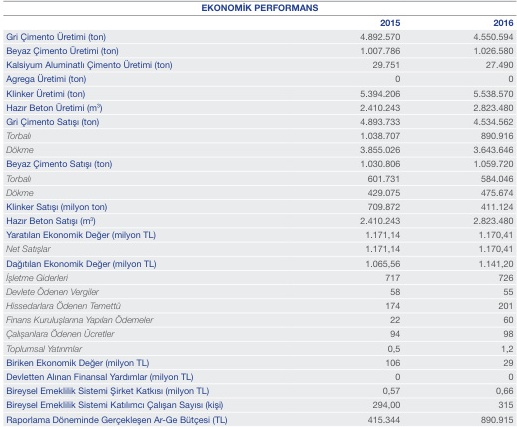 EKONOMİK PERFORMANS
2015 2016
Gri Çimento Üretimi (ton) 4.892.570 4.550.594
Beyaz Çimento Üretimi (ton) 1.007.786 1.026.580
Kalsiyum Aluminatlı Çimento Üretimi (ton) 29.751 27.490
Agrega Üretimi (ton) 0 0
Klinker Üretimi (ton) 5.394.206 5.538.570
Hazır Beton Üretimi (m³) 2.410.243 2.823.480
Gri Çimento Satışı (ton) 4.893.733 4.534.562
Torbalı 1.038.707 890.916
Dökme 3.855.026 3.643.646
Beyaz Çimento Satışı (ton) 1.030.806 1.059.720
Torbalı 601.731 584.046
Dökme 429.075 475.674
Klinker Satışı (milyon ton) 709.872 411,124
Hazır Beton Satışı (m³) 2.410.243 2.823.480
Yaratılan Ekonomik Değer (milyon TL) 1.171,14 1.170,41
Net Satışlar 1.171,14 1.170,41
Dağıtılan Ekonomik Değer (milyon TL) 1.065,56 1.141,20
İşletme Giderleri 717 726
Devlete Ödenen Vergiler 58 55
Hissedarlara Ödenen Temettü 174 201
Finans Kuruluşlarına Yapılan Ödemeler 22 60
Çalışanlara Ödenen Ücretler 94 98
Toplumsal Yatırımlar 0,5 1,2
Biriken Ekonomik Değer (milyon TL) 106 29
Devletten Alınan Finansal Yardımlar (milyon TL) 0 0
Bireysel Emeklilik Sistemi Şirket Katkısı (milyon TL) 0,57 0,66
Bireysel Emeklilik Sistemi Katılımcı Çalışan Sayısı (kişi) 294,00 315
Raporlama Döneminde Gerçekleşen Ar-Ge Bütçesi (TL) 415.344 890.915